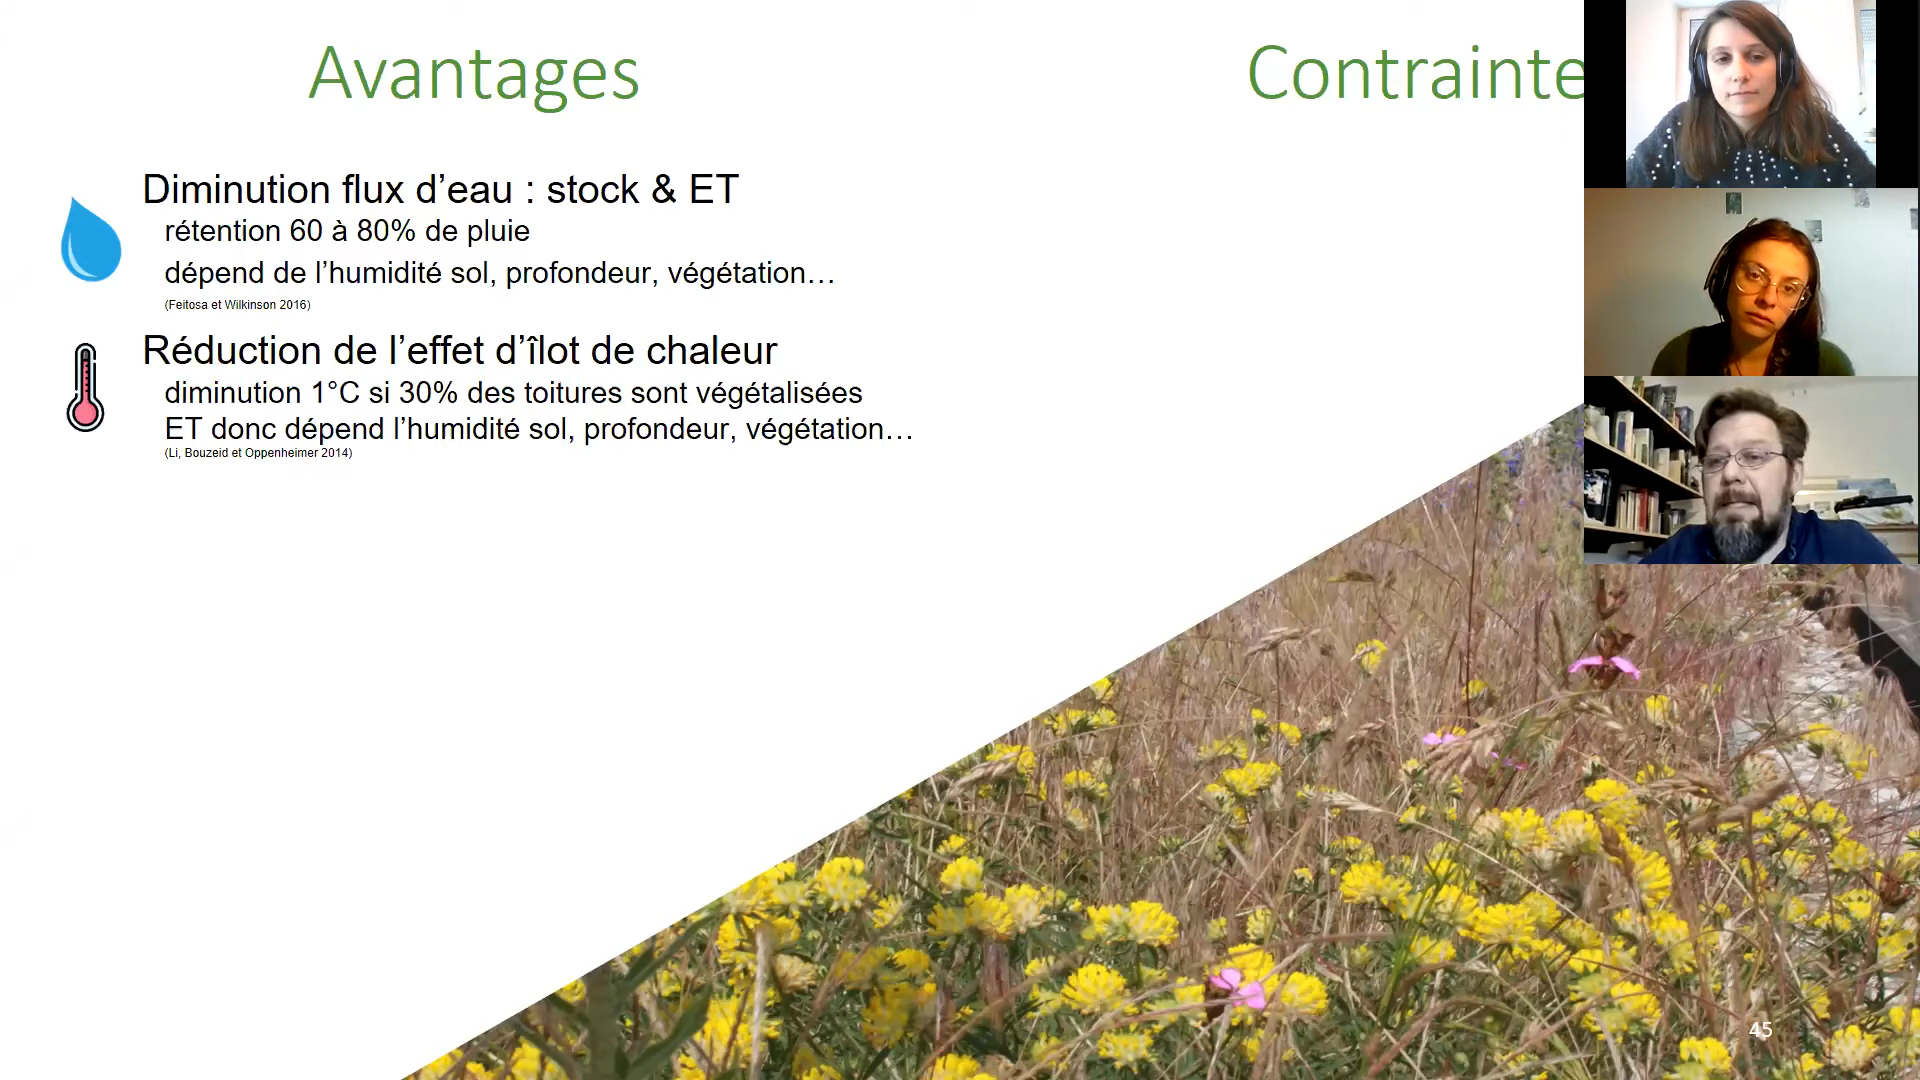 Avantages
Contrainte
Diminution flux d’eau : stock & ET
rétention 60 à 80% de pluie
dépend de l’humidité sol, profondeur, végétation…
(Feitosa et Wilkinson 2016)
Réduction de l’effet d’îlot de chaleur
diminution 1°C si 30% des toitures sont végétalisées
ET donc dépend l’humidité sol, profondeur, végétation…
(Li, Bouzeid et Oppenheimer 2014)
45